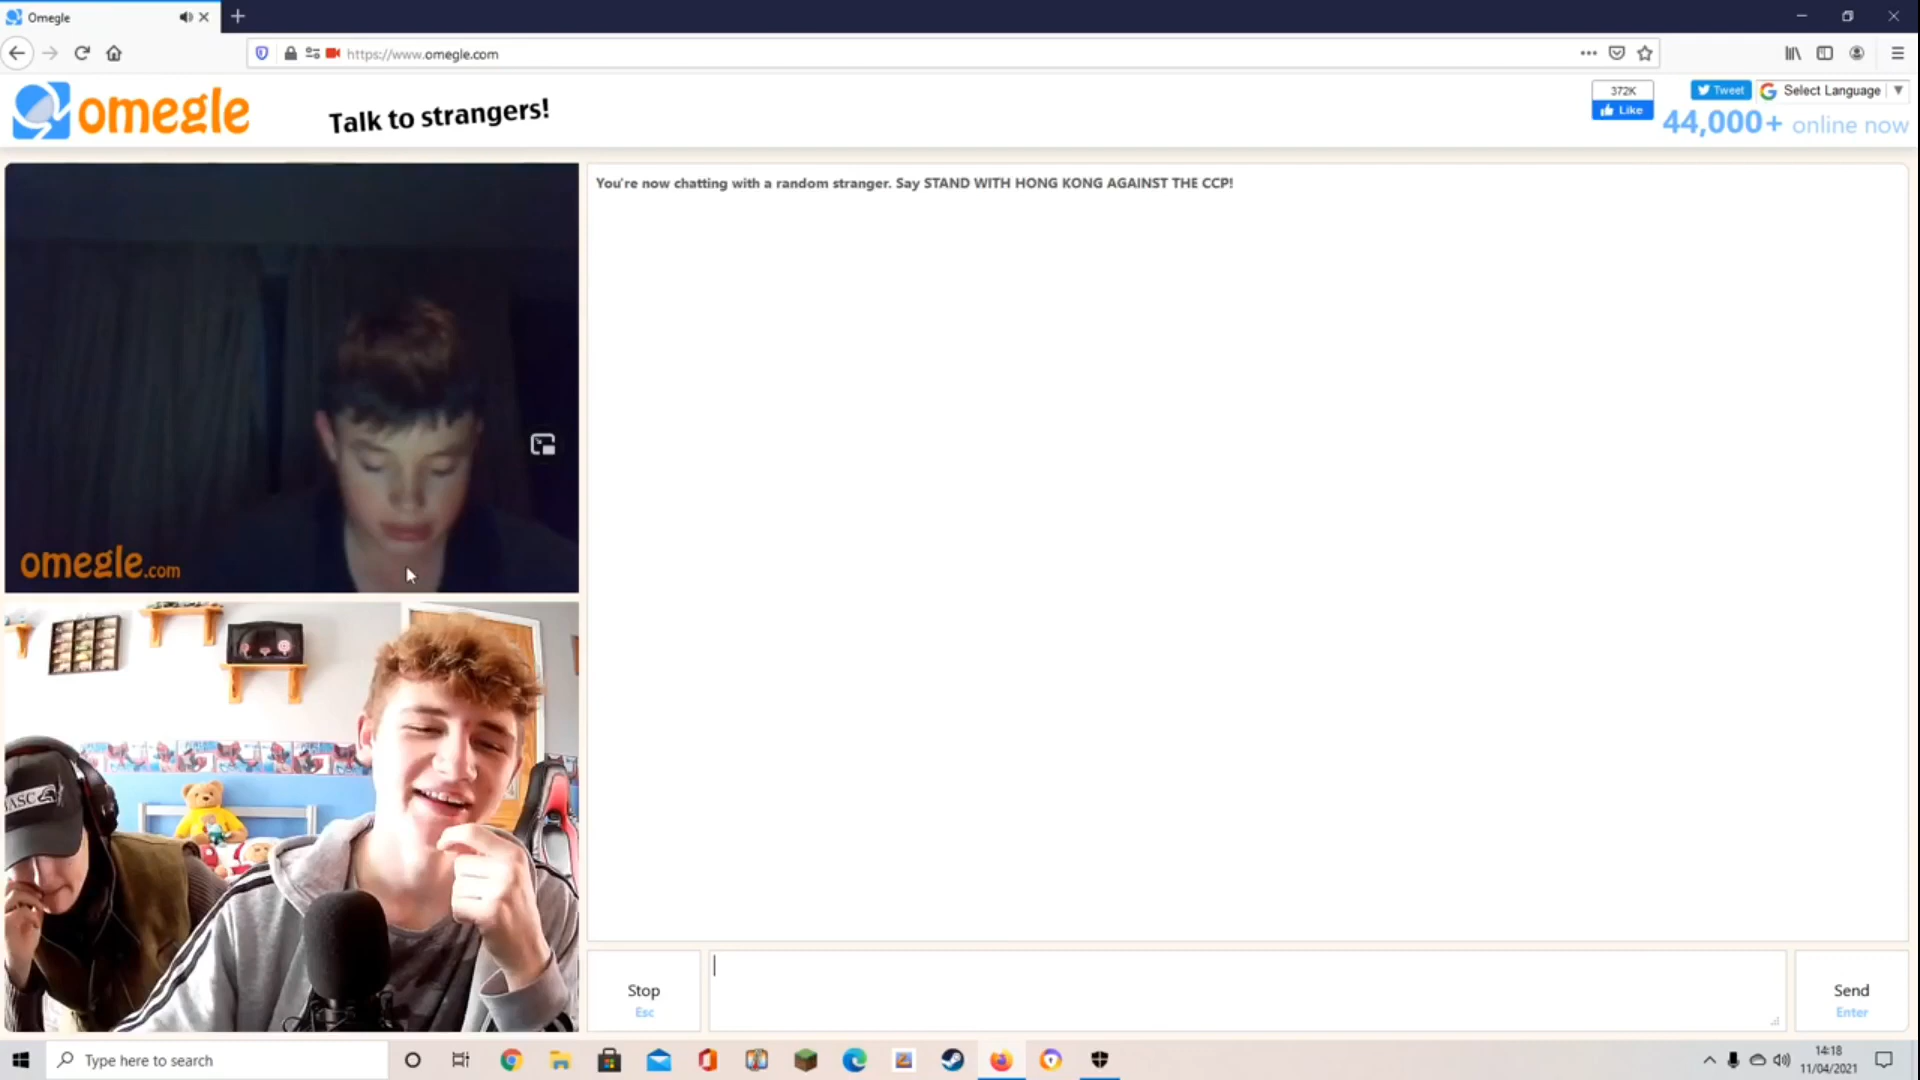 Omegle
https://www.omegle.com
omegle
Talk to strangers!
372K
Like
Tweet
Select Language
44,000+ online now
You're now chatting with a random stranger. Say STAND WITH HONG KONG AGAINST THE CCP!
omegle.com
Stop
Esc
Send
Enter
Type here to search
14:18
11/04/2021